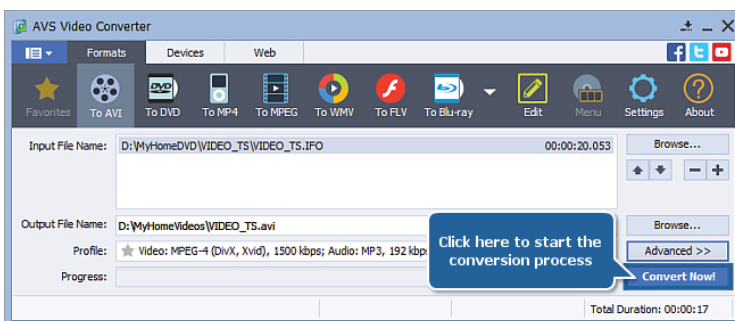 AVS Video Converter
Formats Devices Web
Favorites To AVI To DVD To MP4 To MPEG To WMV To FLV To Blu-ray Edit Menu Settings About
Input File Name: D:\MyHomeDVD\VIDEO_TS\VIDEO_TS.IFO 00:00:20.053 Browse...
Output File Name: D:\MyHomeVideos\VIDEO_TS.avi Browse...
Click here to start the
conversion process
Profile: Video: MPEG-4 (DivX, Xvid), 1500 kbps; Audio: MP3, 192 kbp Advanced >>
Progress: Convert Now!
Total Duration: 00:00:17